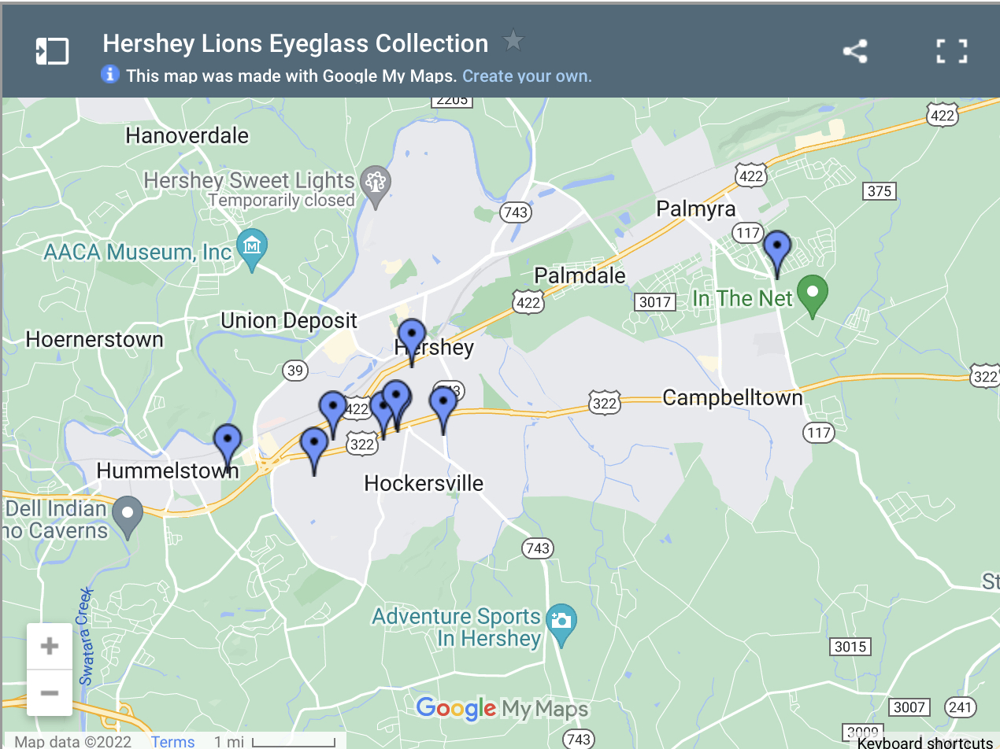 Hershey Lions Eyeglass Collection
This map was made with Google My Maps. Create your own.
2205
422
Hanoverdale
Hershey Sweet Lights
Temporarily closed
422
375
743
Palmyra
117
AACA Museum, Inc
Palmdale
422
3017
In The Net
Union Deposit
Hoernerstown
Hershey
39
322
422
322
Campbelltown
322
117
Hummelstown
Hockersville
Dell Indian
no Caverns
743
St
Swatara Creek
Adventure Sports
In Hershey
3015
Google My Maps
3007
241
3009
743
Map data ©2022
Terms
1 mi
Keyboard shortcuts